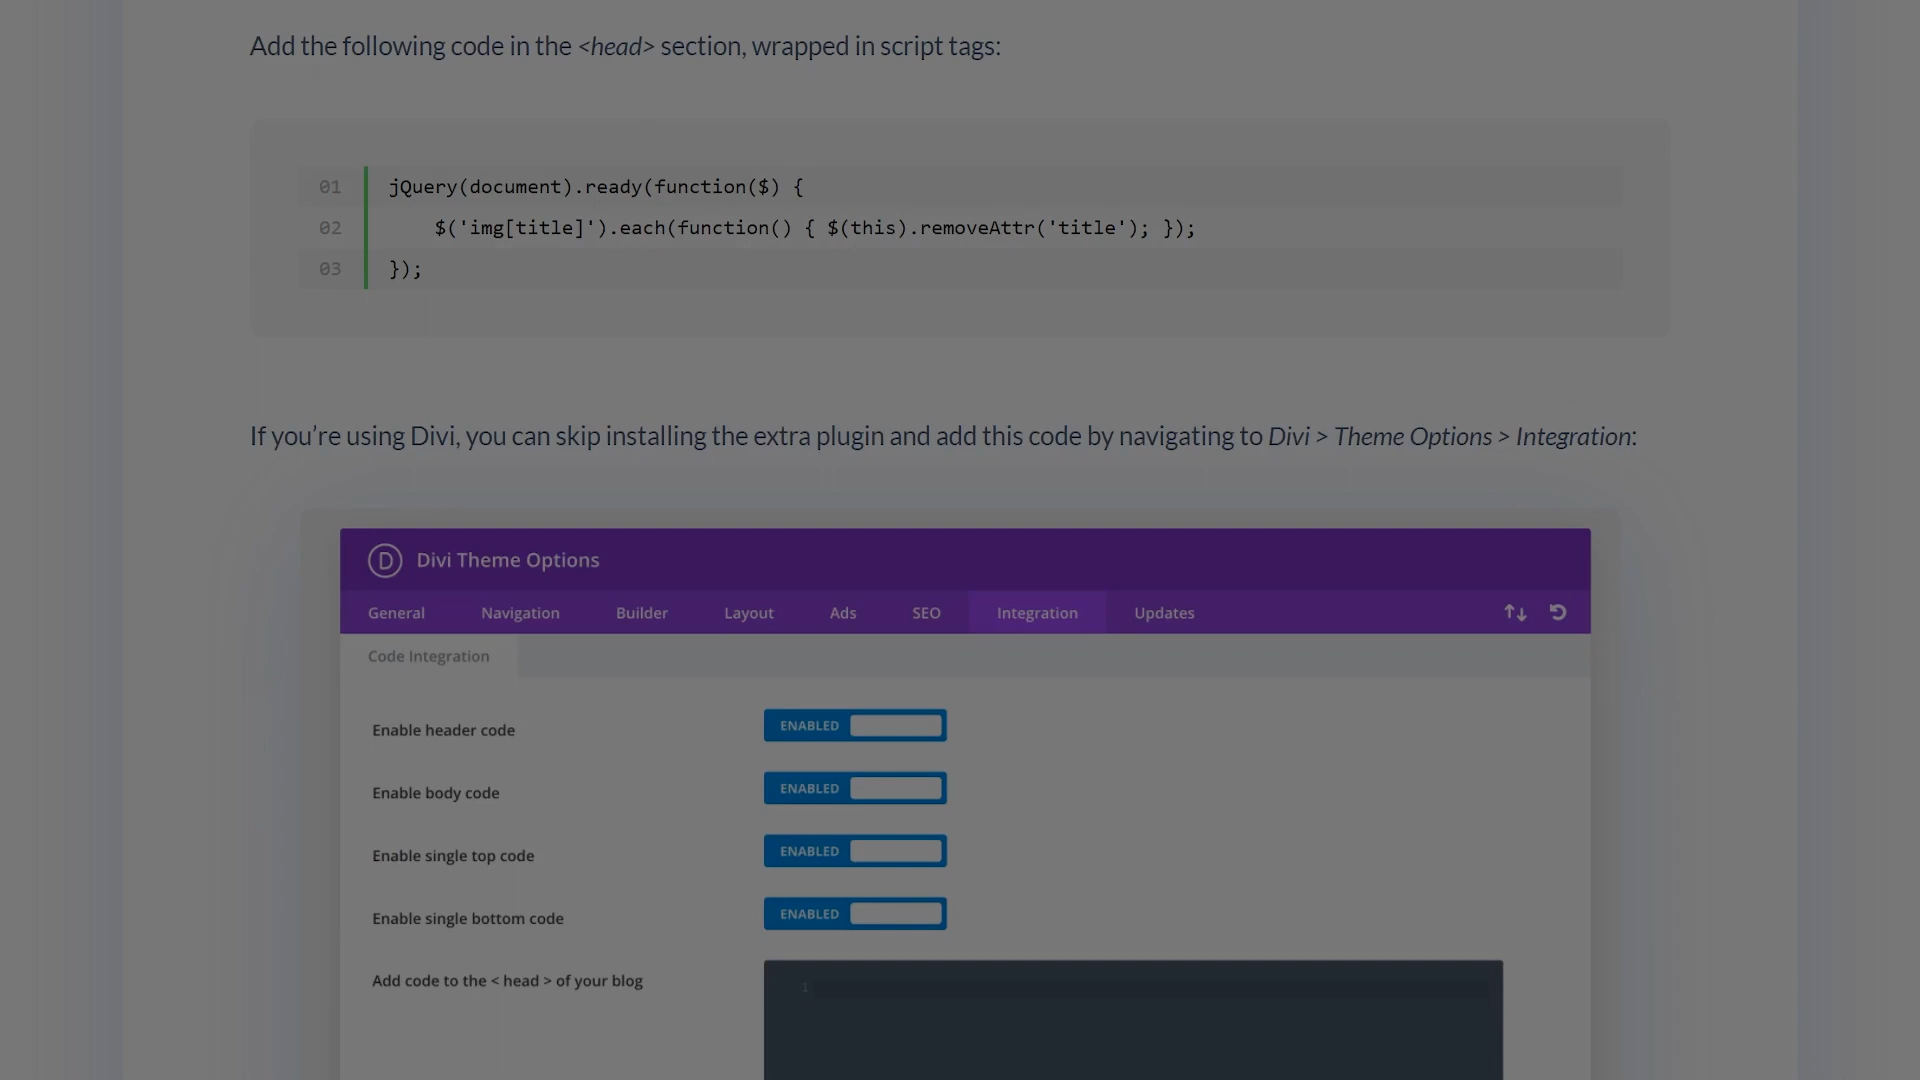 Add the following code in the <head> section, wrapped in script tags:
01 jQuery(document).ready(function($) {
02 $('img[title]').each(function() { $(this).removeAttr('title'); });
03 });
If you’re using Divi, you can skip installing the extra plugin and add this code by navigating to Divi > Theme Options > Integration:
D Divi Theme Options
General Navigation Builder Layout Ads SEO Integration Updates
Code Integration
Enable header code ENABLED
Enable body code ENABLED
Enable single top code ENABLED
Enable single bottom code ENABLED
Add code to the < head > of your blog 1